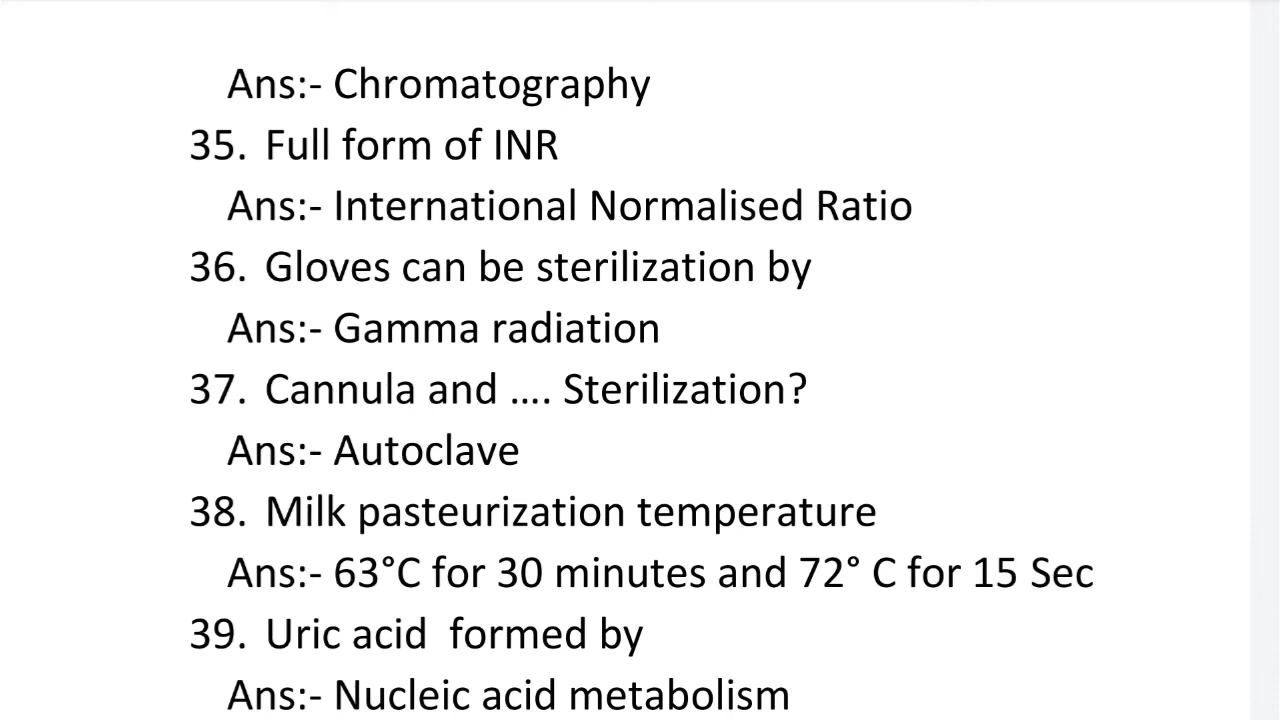 Ans:- Chromatography
35. Full form of INR
Ans:- International Normalised Ratio
36. Gloves can be sterilization by
Ans:- Gamma radiation
37. Cannula and .... Sterilization?
Ans:- Autoclave
38. Milk pasteurization temperature
Ans:- 63°C for 30 minutes and 72° C for 15 Sec
39. Uric acid  formed by
Ans:- Nucleic acid metabolism